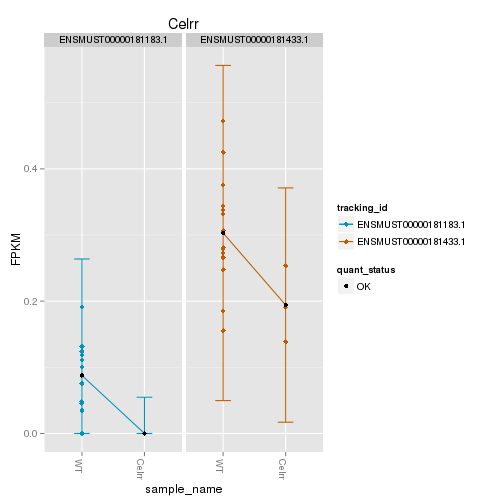 Celrr
ENSMUST00000181183.1
ENSMUST00000181433.1
FPKM
0.4
0.2
0.0
WT
Celrr
WT
Celrr
sample_name
tracking_id
ENSMUST00000181183.1
ENSMUST00000181433.1
quant_status
OK